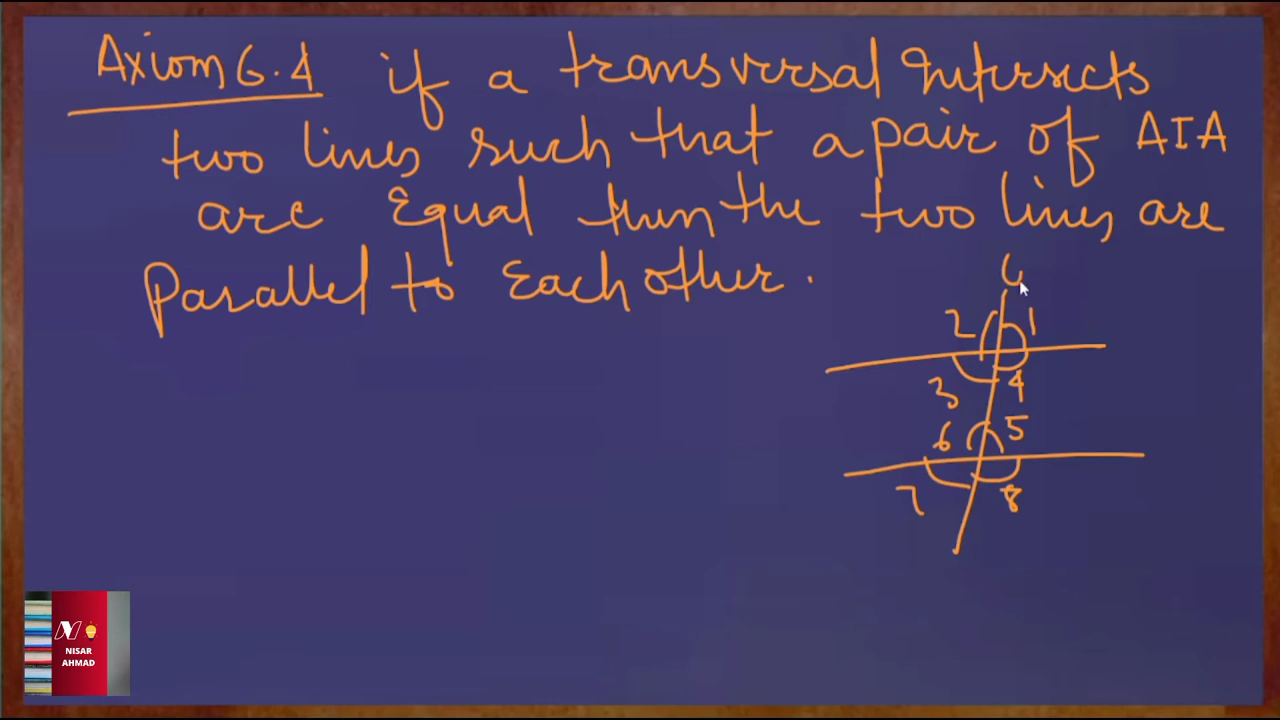 Axiom 6.4 if a transversal intersects
two lines such that a pair of AIA
are Equal then the two lines are
Parallel to Each other.
2 1
3 4
6 5
7 8
N
NISAR
AHMAD